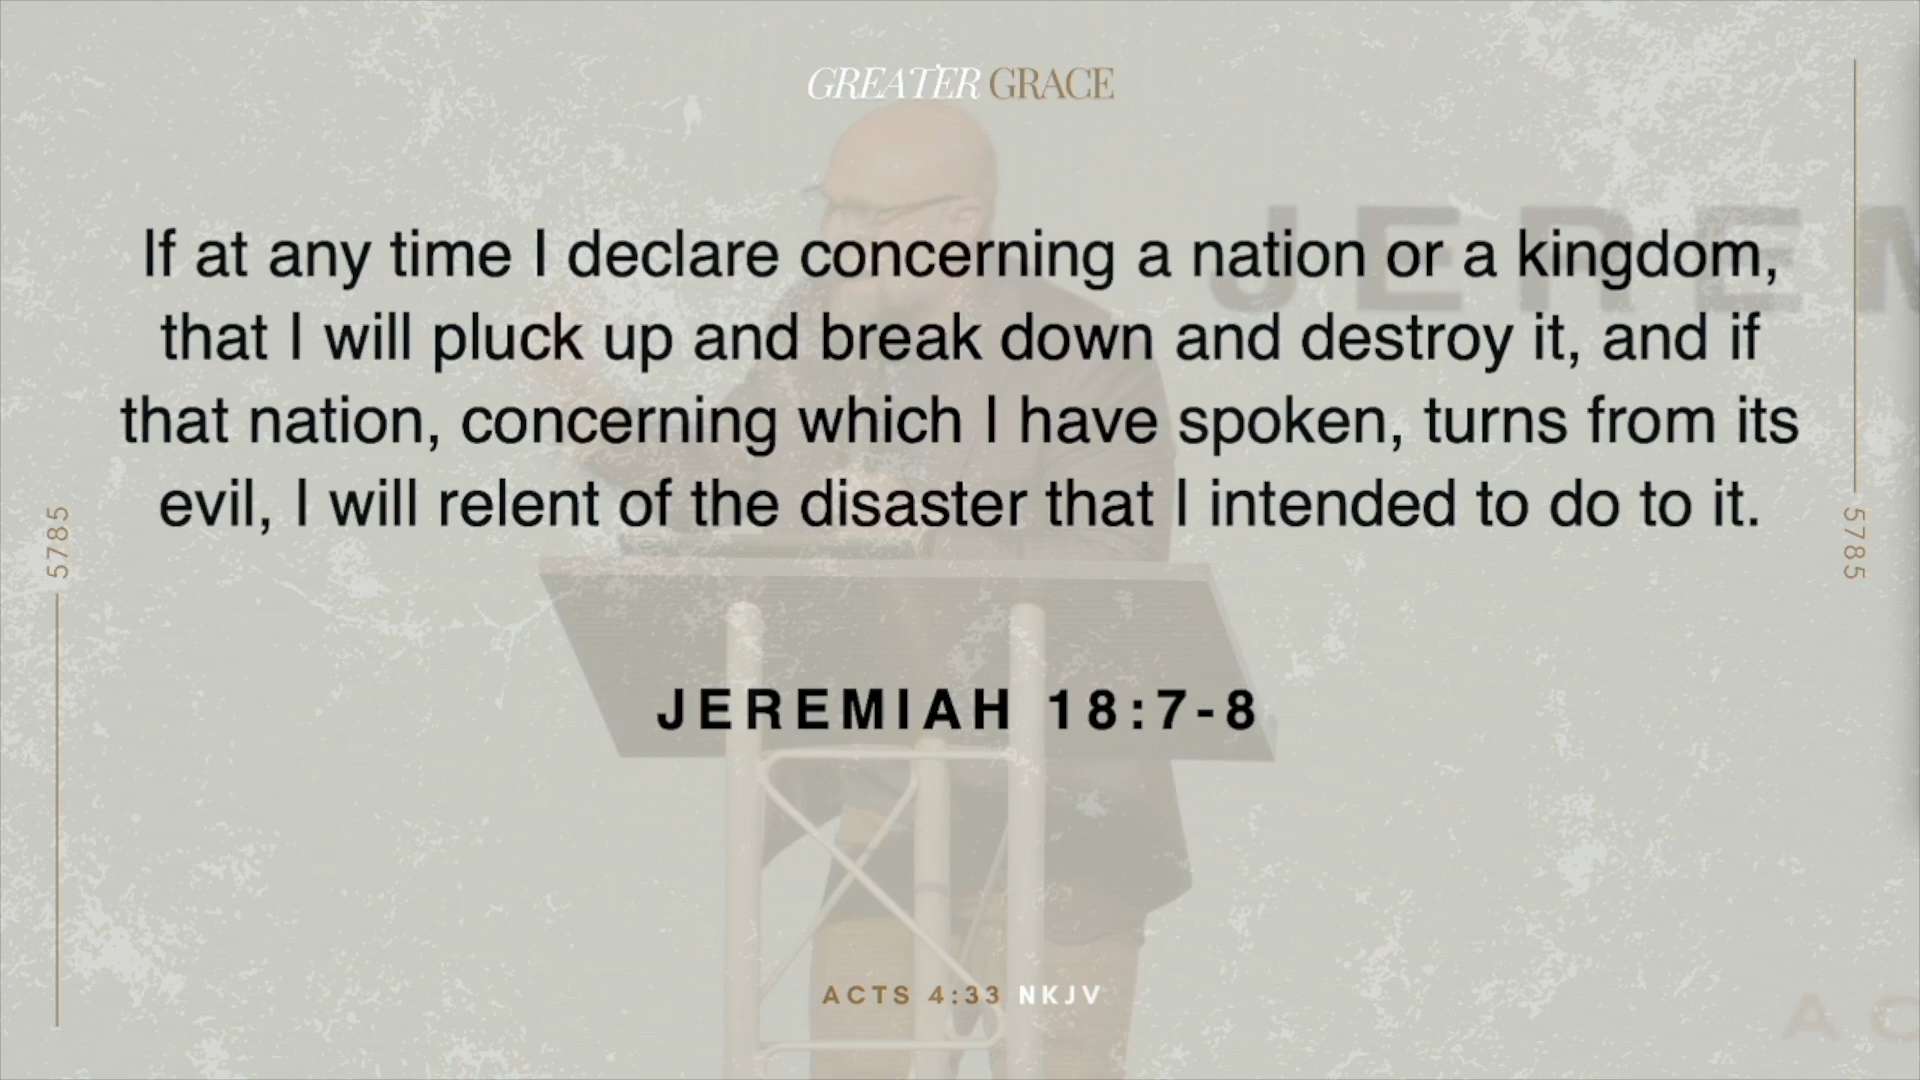 GREATER GRACE
If at any time I declare concerning a nation or a kingdom,
that I will pluck up and break down and destroy it, and if
that nation, concerning which I have spoken, turns from its
evil, I will relent of the disaster that I intended to do to it.
5785
5785
JEREMIAH 18:7-8
ACTS 4:33 NKJV